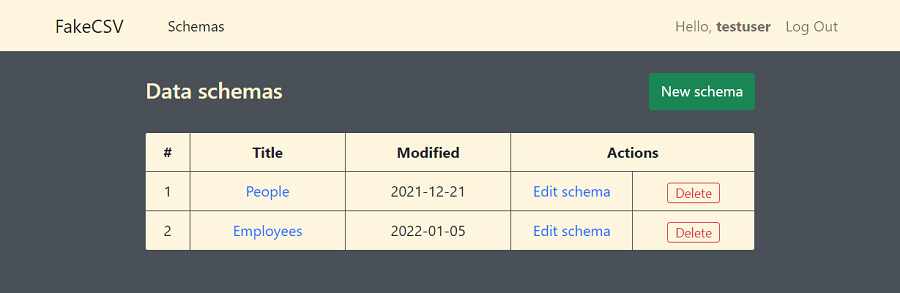 FakeCSV Schemas Hello, testuser Log Out
Data schemas New schema
# Title Modified Actions
1 People 2021-12-21 Edit schema Delete
2 Employees 2022-01-05 Edit schema Delete